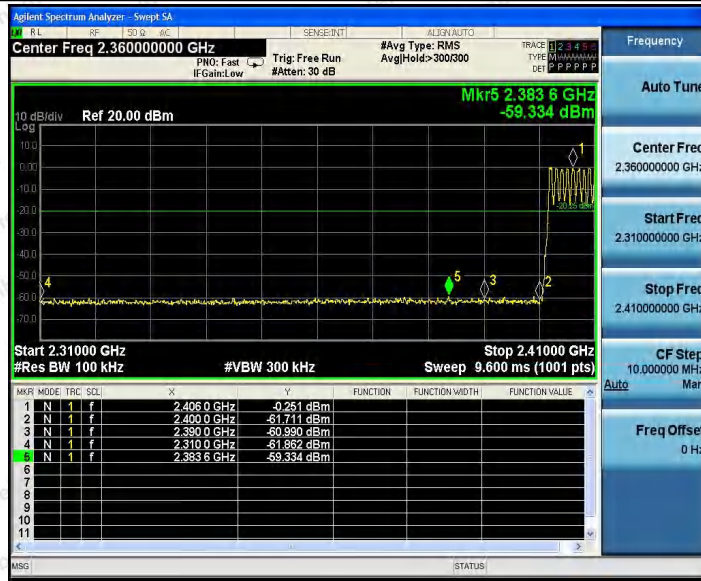 Agilent Spectrum Analyzer - Swept SA
RL RF 50 Ω AC SENSE:INT ALIGN AUTO
Center Freq 2.360000000 GHz
PNO: Fast
IFGain:Low
Trig: Free Run
#Atten: 30 dB
#Avg Type: RMS
Avg|Hold:>300/300
TRACE 1 2 3 4 5 6
TYPE M
DET P P P P P P
Mkr5 2.383 6 GHz
-59.334 dBm
10 dB/div Ref 20.00 dBm
Log
10.0
0.00
-10.0
-20.0
-30.0
-40.0
-50.0
-60.0
-70.0
1
2
3
4
5
Start 2.31000 GHz Stop 2.41000 GHz
#Res BW 100 kHz #VBW 300 kHz Sweep 9.600 ms (1001 pts)
MKR MODE TRC SCL X Y FUNCTION FUNCTION WIDTH FUNCTION VALUE
1 N 1 f 2.406 0 GHz -0.251 dBm
2 N 1 f 2.400 0 GHz -61.711 dBm
3 N 1 f 2.390 0 GHz -60.990 dBm
4 N 1 f 2.310 0 GHz -61.862 dBm
5 N 1 f 2.383 6 GHz -59.334 dBm
6
7
8
9
10
11
MSG STATUS
Frequency
Auto Tune
Center Freq
2.360000000 GHz
Start Freq
2.310000000 GHz
Stop Freq
2.410000000 GHz
CF Step
10.000000 MHz
Auto Man
Freq Offset
0 Hz